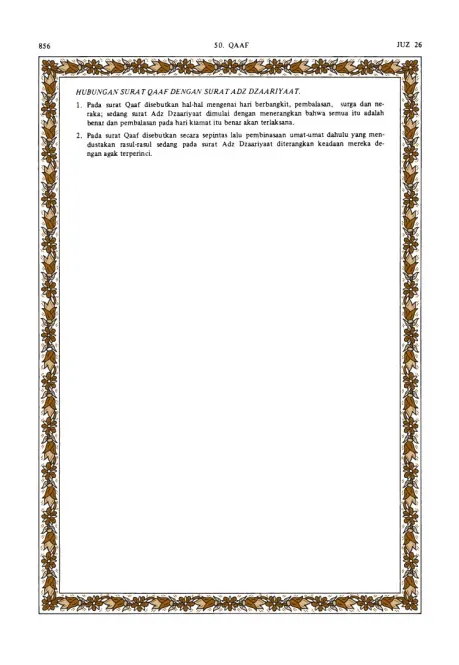 856 50. QAAF JUZ 26
HUBUNGAN SURAT QAAF DENGAN SURAT ADZ DZAARIYAAT.
1. Pada surat Qaaf disebutkan hal-hal mengenai hari berbangkit, pembalasan, surga dan ne-
raka; sedang surat Adz Dzaariyaat dimulai dengan menerangkan bahwa semua itu adalah
benar dan pembalasan pada hari kiamat itu benar akan terlaksana.
2. Pada surat Qaaf disebutkan secara sepintas lalu pembinasaan umat-umat dahulu yang men-
dustakan rasul-rasul sedang pada surat Adz Dzaariyaat diterangkan keadaan mereka de-
ngan agak terperinci.